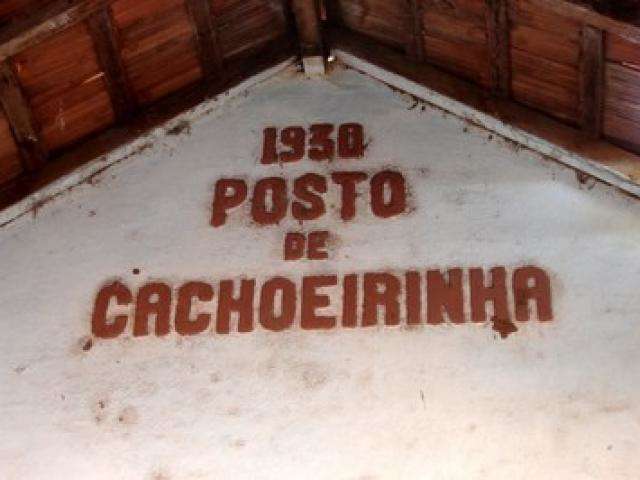 1930
POSTO
DE
CACHOEIRINHA